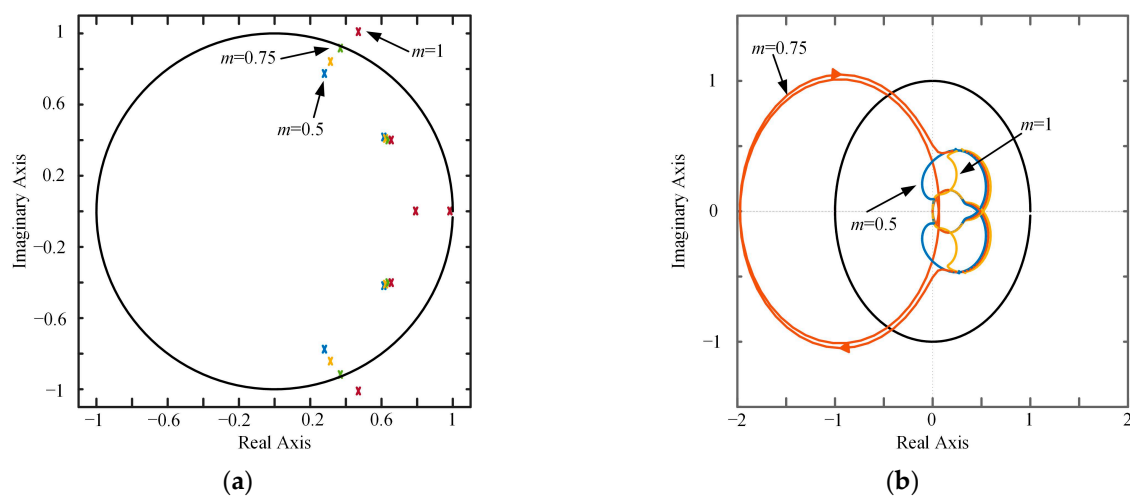 1
0.6
0.2
−0.2
−0.6
−1
Imaginary Axis
m=0.75
m=1
m=0.5
−1 −0.6 −0.2 0.2 0.6 1
Real Axis
(a)
1
0
−1
Imaginary Axis
m=0.75
m=1
m=0.5
−2 −1 0 1 2
Real Axis
(b)